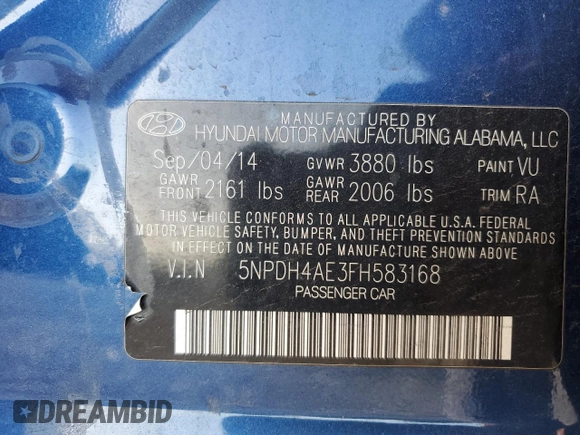 MANUFACTURED BY
HYUNDAI MOTOR MANUFACTURING ALABAMA, LLC
Sep/04/14 GVWR 3880 lbs PAINT VU
GAWR FRONT 2161 lbs GAWR REAR 2006 lbs TRIM RA
THIS VEHICLE CONFORMS TO ALL APPLICABLE U.S.A. FEDERAL
MOTOR VEHICLE SAFETY, BUMPER, AND THEFT PREVENTION STANDARDS
IN EFFECT ON THE DATE OF MANUFACTURE SHOWN ABOVE.
V.I.N 5NPDH4AE3FH583168
PASSENGER CAR
DREAMBID